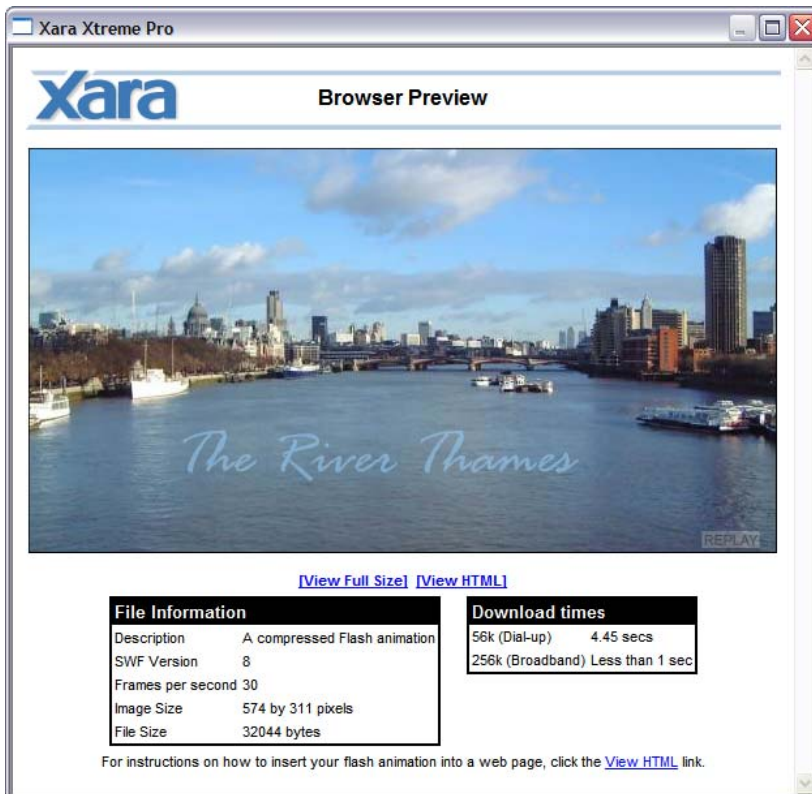 Xara Xtreme Pro
xara
Browser Preview
The River Thames
REPLAY
[View Full Size] [View HTML]
File Information
Description A compressed Flash animation
SWF Version 8
Frames per second 30
Image Size 574 by 311 pixels
File Size 32044 bytes
Download times
56k (Dial-up) 4.45 secs
256k (Broadband) Less than 1 sec
For instructions on how to insert your flash animation into a web page, click the View HTML link.